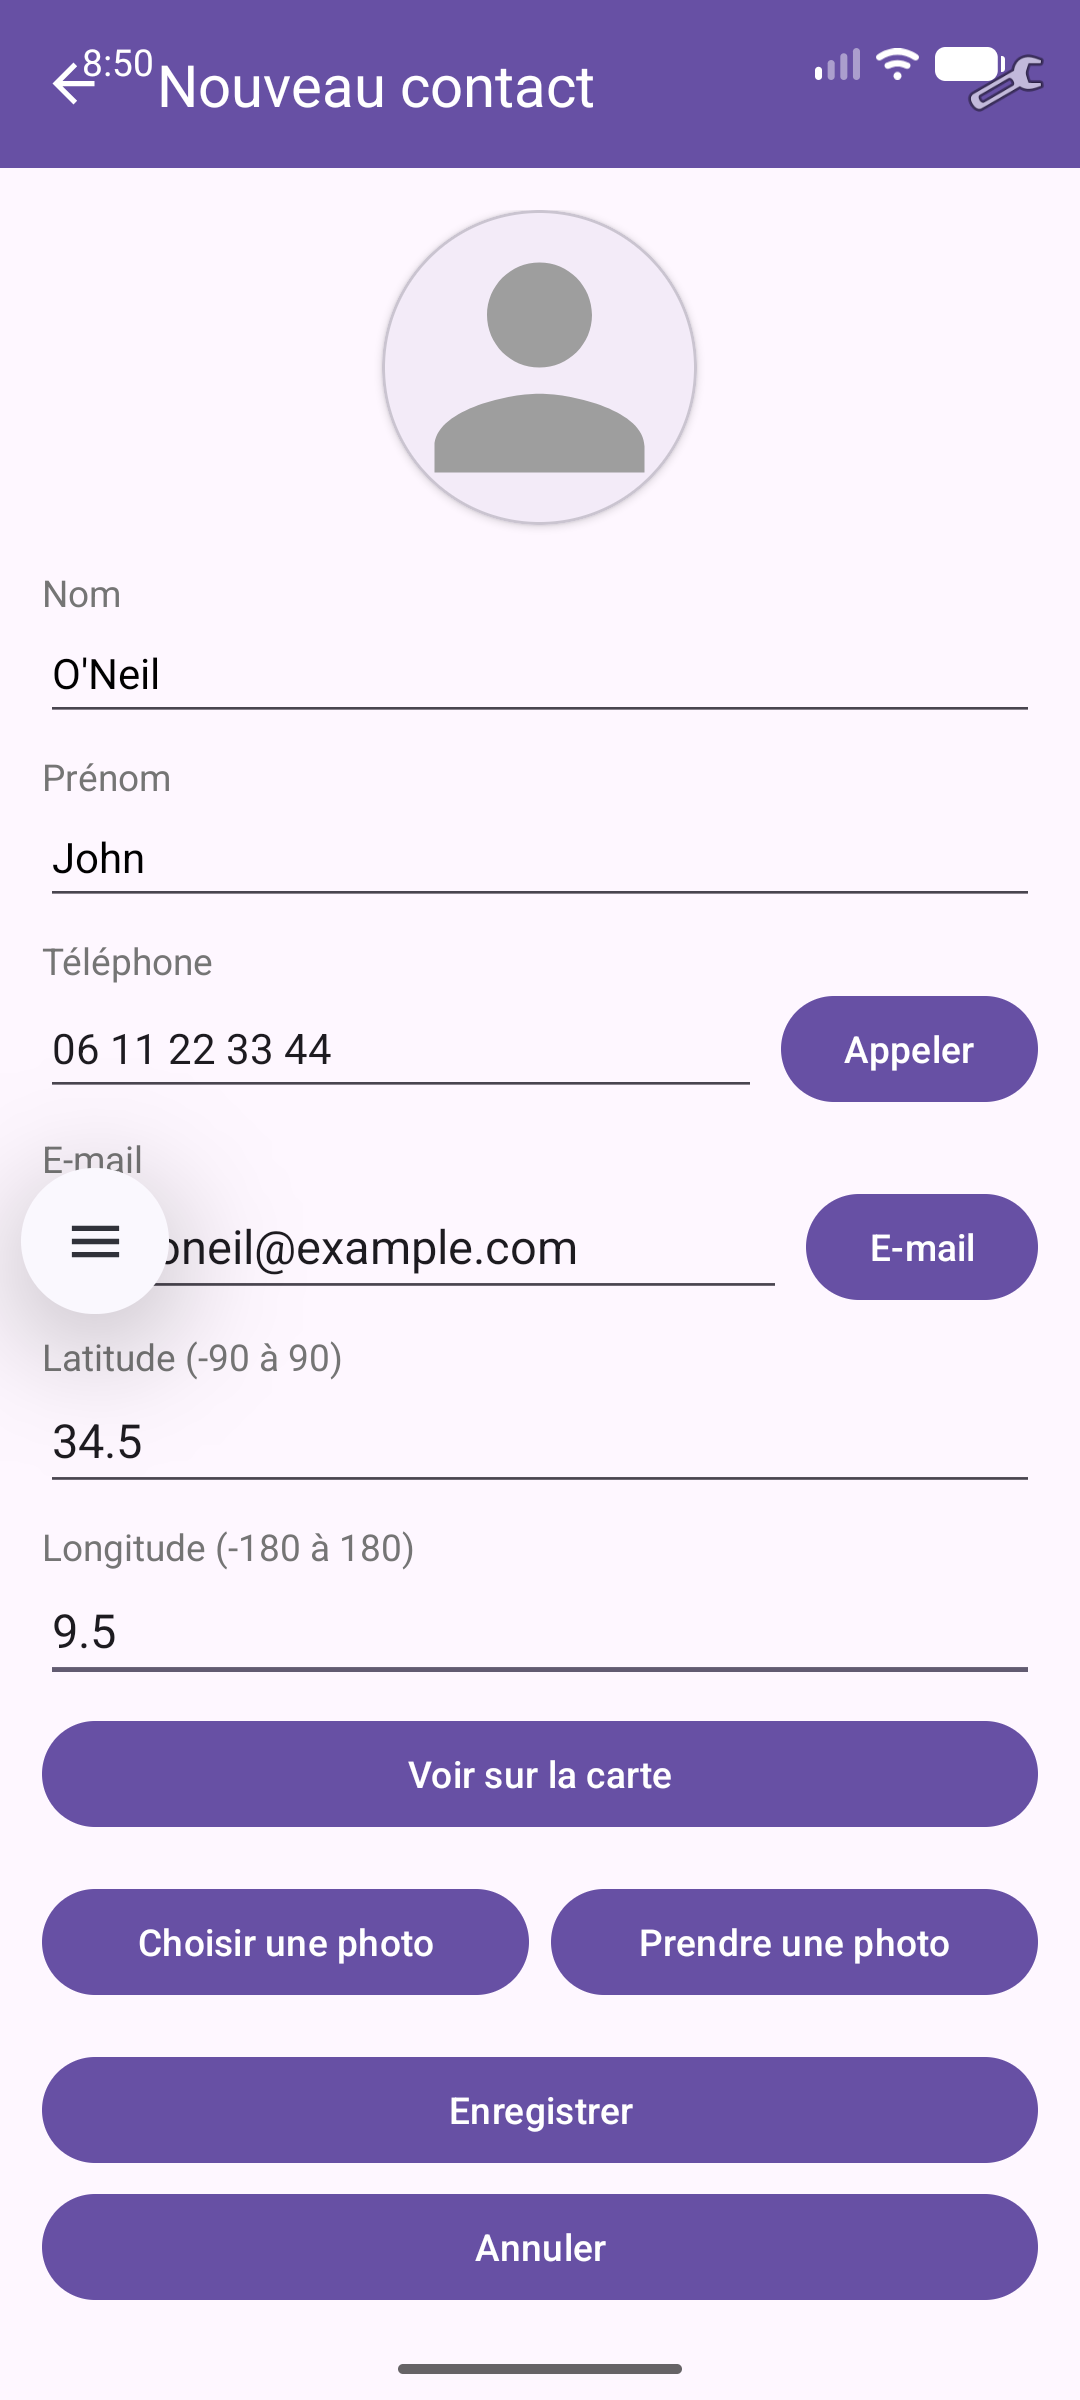 8:50
Nouveau contact
Nom
O'Neil
Prénom
John
Téléphone
06 11 22 33 44
Appeler
E-mail
oneil@example.com
E-mail
Latitude (-90 à 90)
34.5
Longitude (-180 à 180)
9.5
Voir sur la carte
Choisir une photo
Prendre une photo
Enregistrer
Annuler